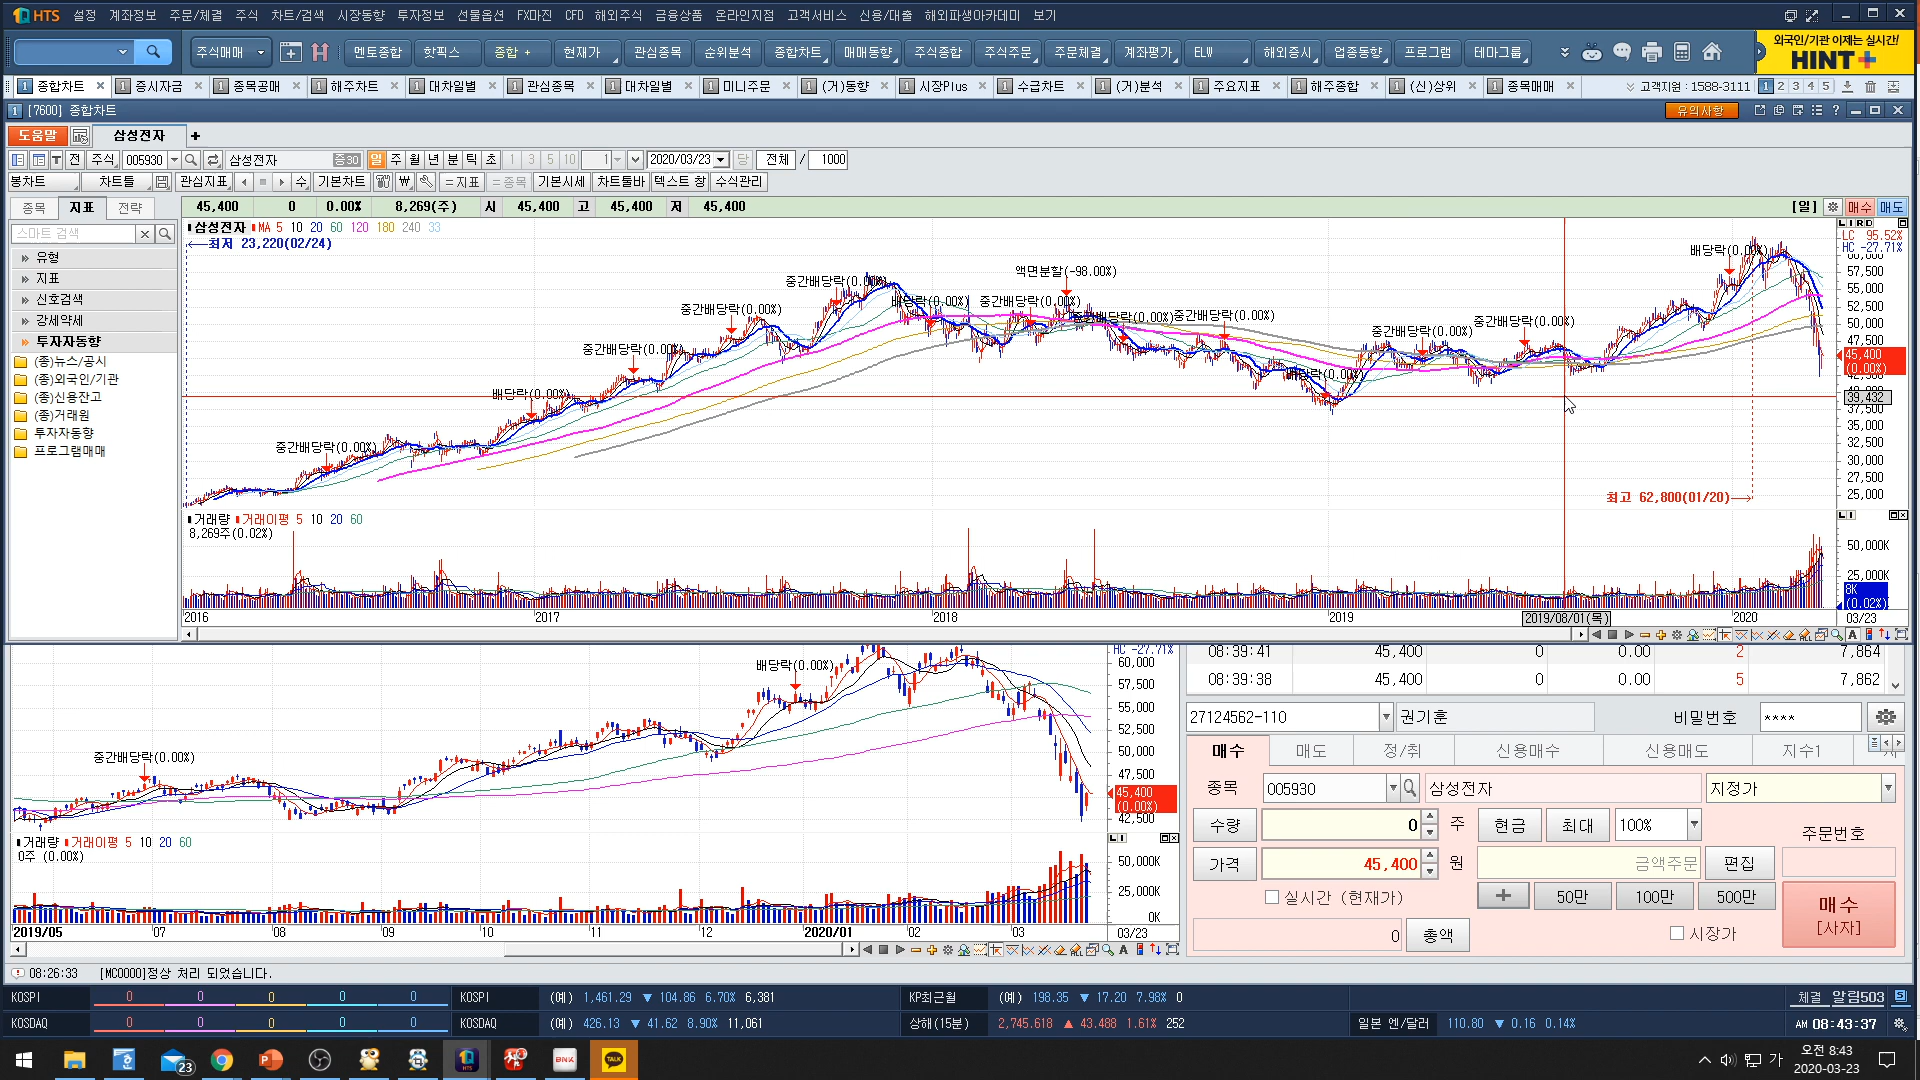 HTS 설정 계좌정보 주문/체결 주식 차트/검색 시장동향 투자정보 선물옵션 FX마진 CFD 해외주식 금융상품 온라인지점 고객서비스 신용/대출 해외파생아카데미 보기
주식매매 멘토종합 핫픽스 종합 + 현재가 관심종목 순위분석 종합차트 매매동향 주식종합 주식주문 주문체결 계좌평가 ELW 해외증시 업종동향 프로그램 테마그룹
외국인/기관 이제는 실시간!
HINT+
1 종합차트 1 증시자금 1 종목공매 1 해주차트 1 대차일별 1 관심종목 1 대차일별 1 미니주문 1 (거)동향 1 시장Plus 1 수급차트 1 (거)분석 1 주요지표 1 해주종합 1 (신)상위 1 종목매매 고객지원 : 1588-3111 1 2 3 4 5
1 [7600] 종합차트 유의사항
도움말 삼성전자 +
T 전 주식 005930 삼성전자 증30 일 주 월 년 분 틱 초 1 3 5 10 1 2020/03/23 당 전체 / 1000
봉차트 차트틀 관심지표 수 기본차트 ₩ =지표 =종목 기본시세 차트툴바 텍스트 창 수식관리
종목 지표 전략
45,400 0 0.00% 8,269(주) 시 45,400 고 45,400 저 45,400 [일] 매수 매도
스마트 검색
유형
지표
신호검색
강세약세
투자자동향
(종)뉴스/공시
(종)외국인/기관
(종)신용잔고
(종)거래원
투자자동향
프로그램매매
삼성전자 MA 5 10 20 60 120 180 240 33
최저 23,220(02/24)
중간배당락(0.00%)
배당락(0.00%)
중간배당락(0.00%)
중간배당락(0.00%)
중간배당락(0.00%)
배당락(0.00%)
중간배당락(0.00%)
액면분할(-98.00%)
중간배당락(0.00%)
중간배당락(0.00%)
배당락(0.00%)
중간배당락(0.00%)
중간배당락(0.00%)
배당락(0.00%)
최고 62,800(01/20)
LC 95.52%
HC -27.71%
60,000
57,500
55,000
52,500
50,000
47,500
45,400
(0.00%)
42,500
40,000
39,432
37,500
35,000
32,500
30,000
27,500
25,000
거래량 거래이평 5 10 20 60
8,269주(0.02%)
50,000K
25,000K
8K
(0.02%)
2016 2017 2018 2019 2019/08/01(목) 2020 03/23
배당락(0.00%)
중간배당락(0.00%)
HC -27.71%
60,000
57,500
55,000
52,500
50,000
47,500
45,400
(0.00%)
42,500
거래량 거래이평 5 10 20 60
0주 (0.00%)
50,000K
25,000K
0K
2019/05 07 08 09 10 11 12 2020/01 02 03 03/23
08:39:41 45,400 0 0.00 2 7,864
08:39:38 45,400 0 0.00 5 7,862
27124562-110 권기훈 비밀번호 ****
매수 매도 정/취 신용매수 신용매도 지수1
종목 005930 삼성전자 지정가
수량 0 주 현금 최대 100% 주문번호
가격 45,400 원 금액주문 편집
실시간 (현재가) + 50만 100만 500만
매수
[사자]
0 총액 시장가
08:26:33 [MC0000]정상 처리 되었습니다.
KOSPI 0 0 0 0 0 KOSPI (예) 1,461.29 ▼ 104.86 6.70% 6,381 KP최근월 (예) 198.35 ▼ 17.20 7.98% 0 체결 알림503
KOSDAQ 0 0 0 0 0 KOSDAQ (예) 426.13 ▼ 41.62 8.90% 11,061 상해(15분) 2,745.618 ▲ 43.488 1.61% 252 일본 엔/달러 110.80 ▼ 0.16 0.14% AM 08:43:37
23 HTS BNK TALK 가 오전 8:43
2020-03-23